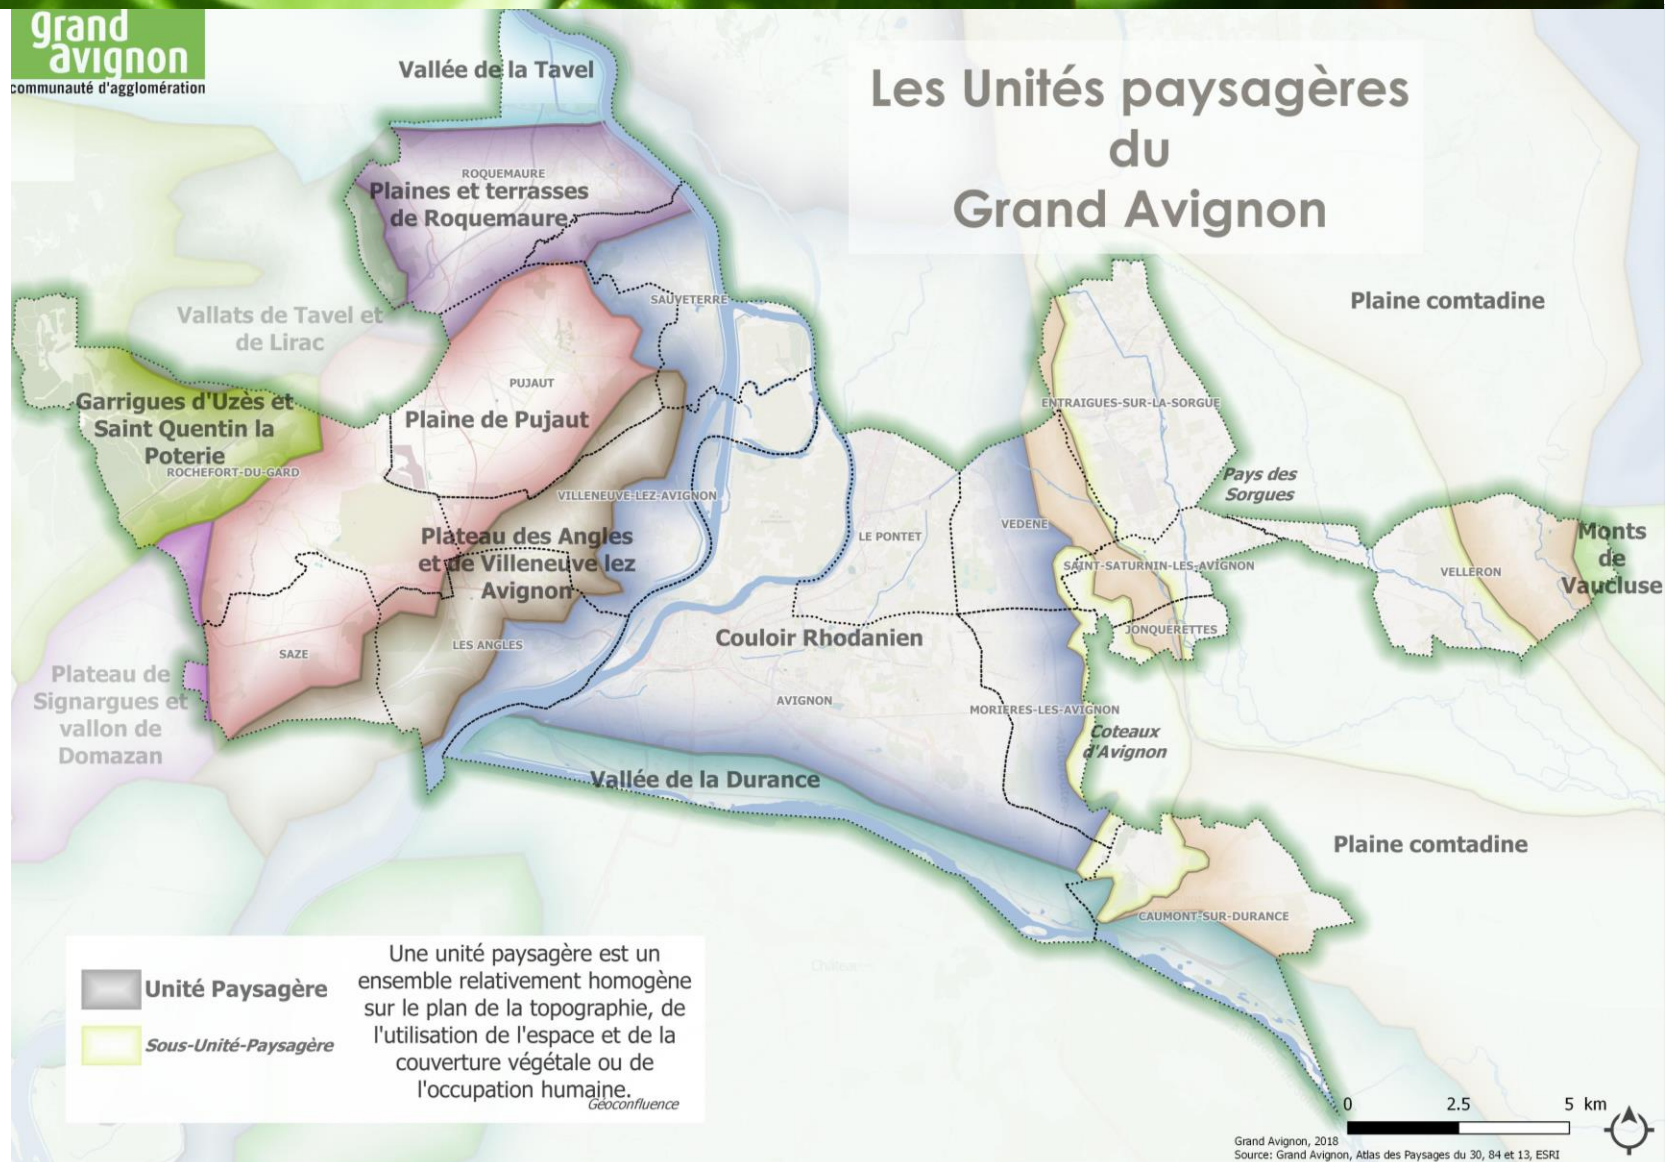 grand
avignon
communauté d'agglomération
Les Unités paysagères
du
Grand Avignon
Vallée de la Tavel
ROQUEMAURE
Plaines et terrasses
de Roquemaure
SAUVETERRE
Plaine comtadine
Vallats de Tavel et
de Lirac
PUJAUT
Plaine de Pujaut
Garrigues d'Uzès et
Saint Quentin la
Poterie
ROCHEFORT-DU-GARD
ENTRAIGUES-SUR-LA-SORGUE
Pays des
Sorgues
VILLENEUVE-LEZ-AVIGNON
Plateau des Angles
et de Villeneuve lez
Avignon
LE PONTET
VEDENE
SAINT-SATURNIN-LES-AVIGNON
VELLERON
Monts
de
Vaucluse
JONQUERETTES
Couloir Rhodanien
SAZE
LES ANGLES
AVIGNON
MORIERES-LES-AVIGNON
Plateau de
Signargues et
vallon de
Domazan
Coteaux
d'Avignon
Vallée de la Durance
Plaine comtadine
CAUMONT-SUR-DURANCE
Unité Paysagère
Sous-Unité-Paysagère
Une unité paysagère est un
ensemble relativement homogène
sur le plan de la topographie, de
l'utilisation de l'espace et de la
couverture végétale ou de
l'occupation humaine.
Géoconfluence
0 2.5 5 km
Grand Avignon, 2018
Source: Grand Avignon, Atlas des Paysages du 30, 84 et 13, ESRI